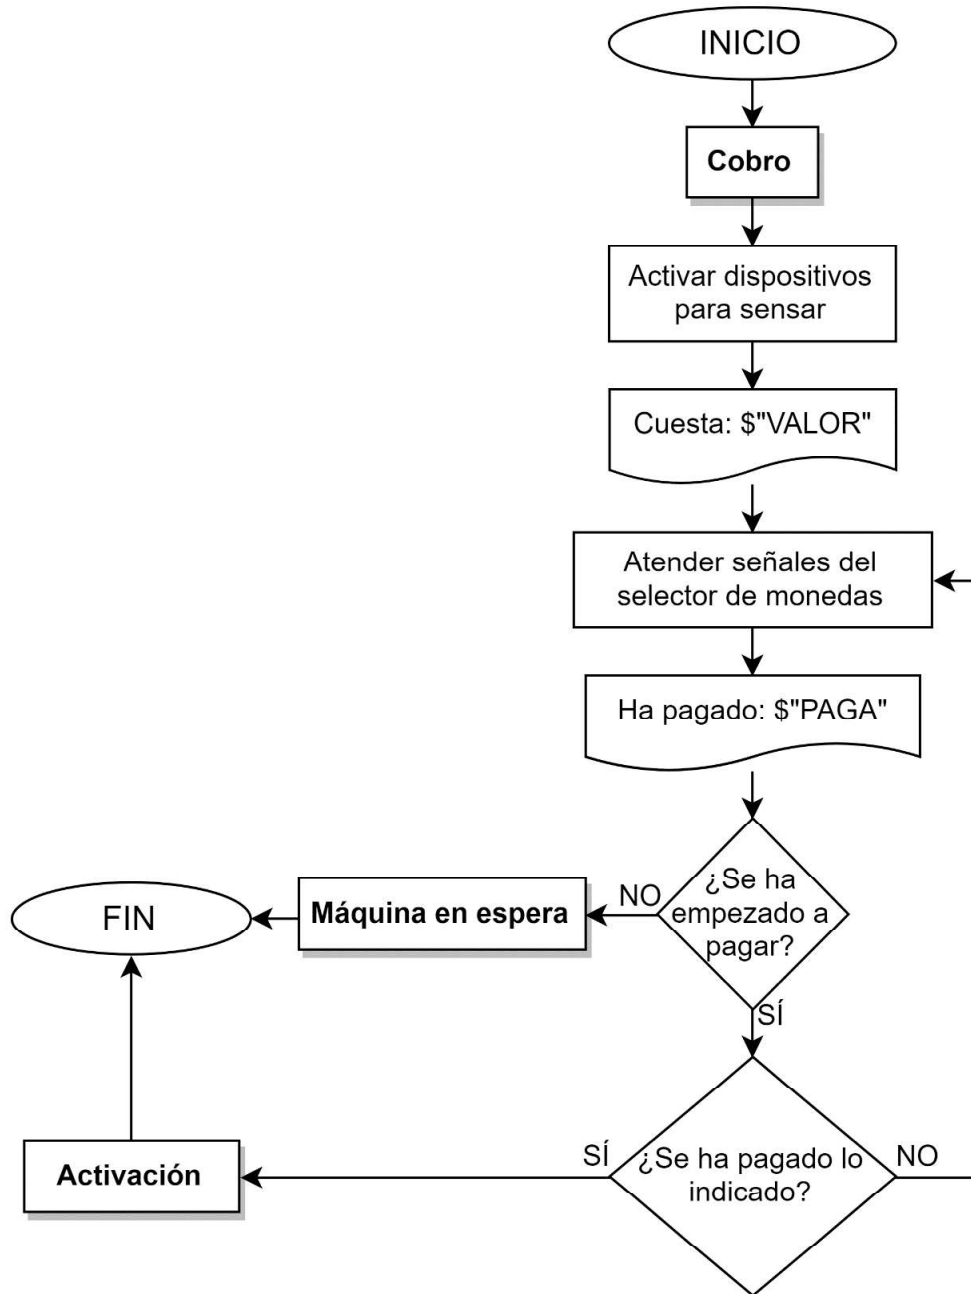 INICIO
Cobro
Activar dispositivos
para sensar
Cuesta: $"VALOR"
Atender señales del
selector de monedas
Ha pagado: $"PAGA"
¿Se ha
empezado a
pagar?
NO
Máquina en espera
FIN
SÍ
¿Se ha pagado lo
indicado?
SÍ
NO
Activación